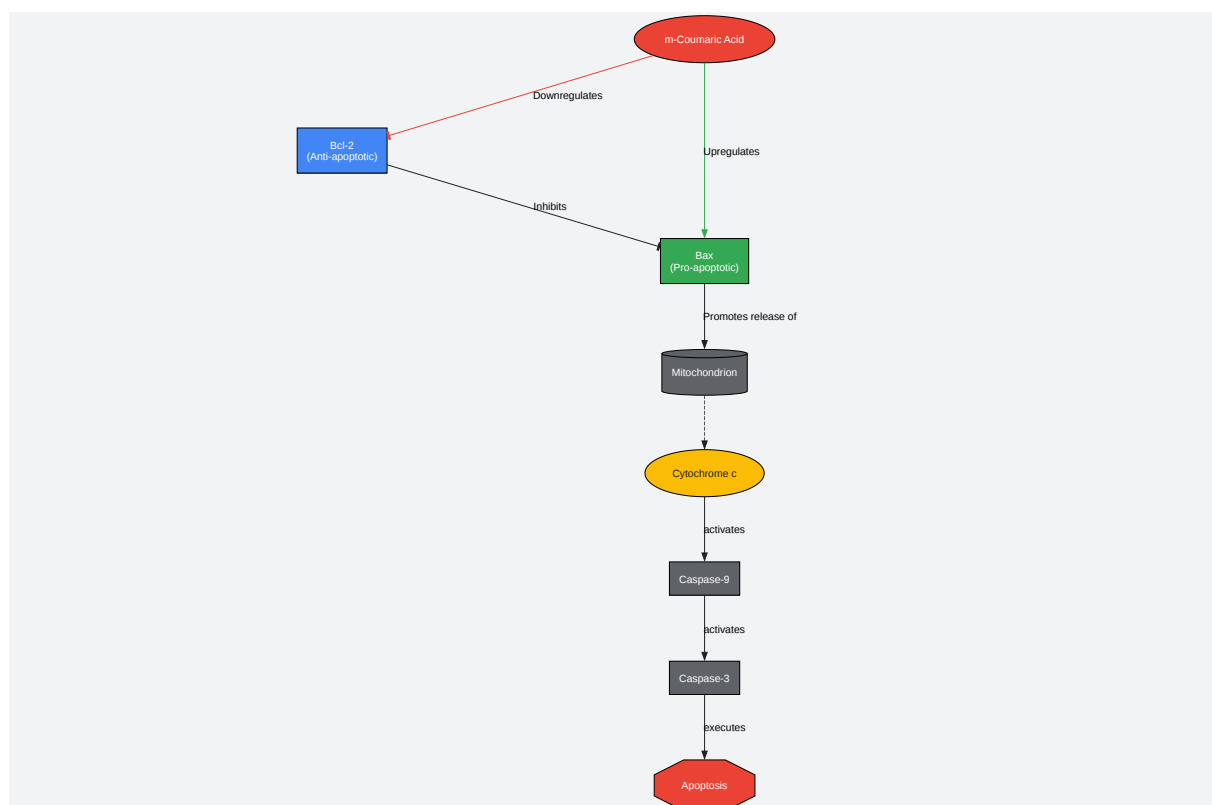 m-Coumaric Acid
Downregulates
Bcl-2
(Anti-apoptotic)
Upregulates
Inhibits
Bax
(Pro-apoptotic)
Promotes release of
Mitochondrion
Cytochrome c
activates
Caspase-9
activates
Caspase-3
executes
Apoptosis